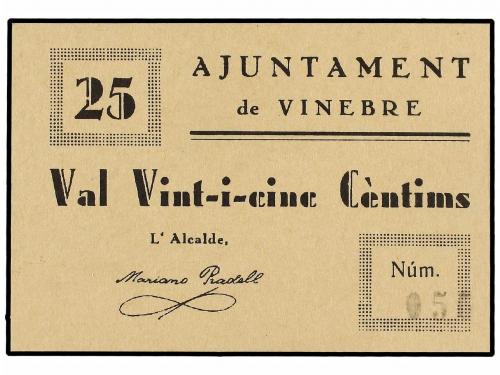 25
AJUNTAMENT
de VINEBRE
Val Vint-i-cinc Cèntims
L' Alcalde,
Mariano Pradell
Núm.